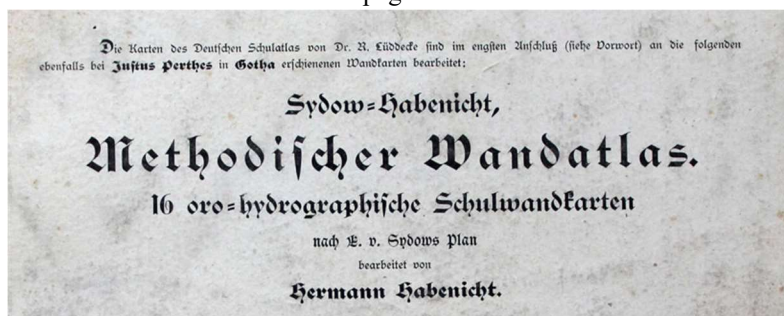 Die Karten des Deutſchen Schulatlas von Dr. R. Lüddecke ſind im engſten Anſchluß (ſiehe Vorwort) an die folgenden
ebenfalls bei Juſtus Perthes in Gotha erſchienenen Wandkarten bearbeitet:
Sydow=Habenicht,
Methodiſcher Wandatlas.
16 oro=hydrographiſche Schulwandkarten
nach E. v. Sydows Plan
bearbeitet von
Hermann Habenicht.